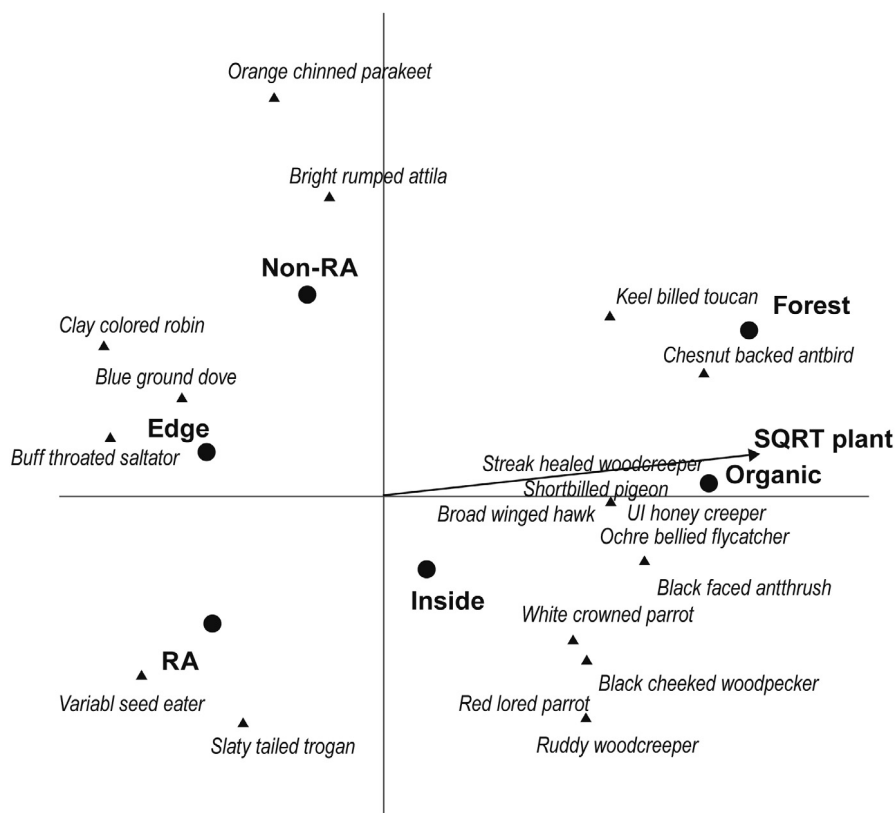 Orange chinned parakeet
Bright rumped attila
Non-RA
Keel billed toucan
Forest
Clay colored robin
Chesnut backed antbird
Blue ground dove
Edge
SQRT plant
Buff throated saltator
Streak healed woodcreeper
Organic
Shortbilled pigeon
Broad winged hawk
UI honey creeper
Ochre bellied flycatcher
Black faced antthrush
Inside
White crowned parrot
RA
Black cheeked woodpecker
Variabl seed eater
Red lored parrot
Slaty tailed trogan
Ruddy woodcreeper